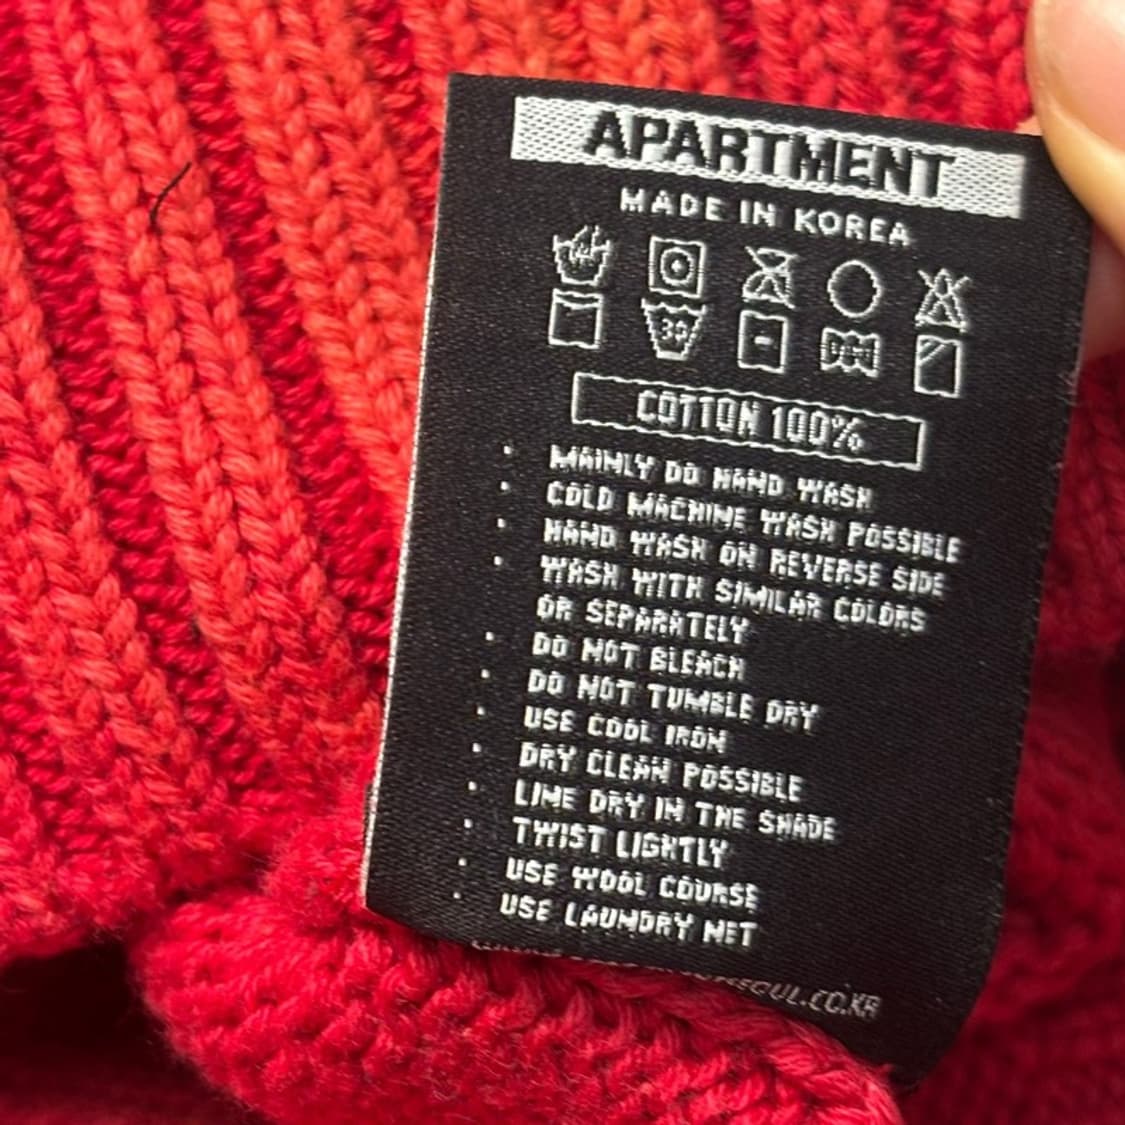 APARTMENT
MADE IN KOREA
30
COTTON 100%
· MAINLY DO HAND WASH
· COLD MACHINE WASH POSSIBLE
· HAND WASH ON REVERSE SIDE
· WASH WITH SIMILAR COLORS
OR SEPARATELY
· DO NOT BLEACH
· DO NOT TUMBLE DRY
· USE COOL IRON
· DRY CLEAN POSSIBLE
· LINE DRY IN THE SHADE
· TWIST LIGHTLY
· USE WOOL COURSE
· USE LAUNDRY NET